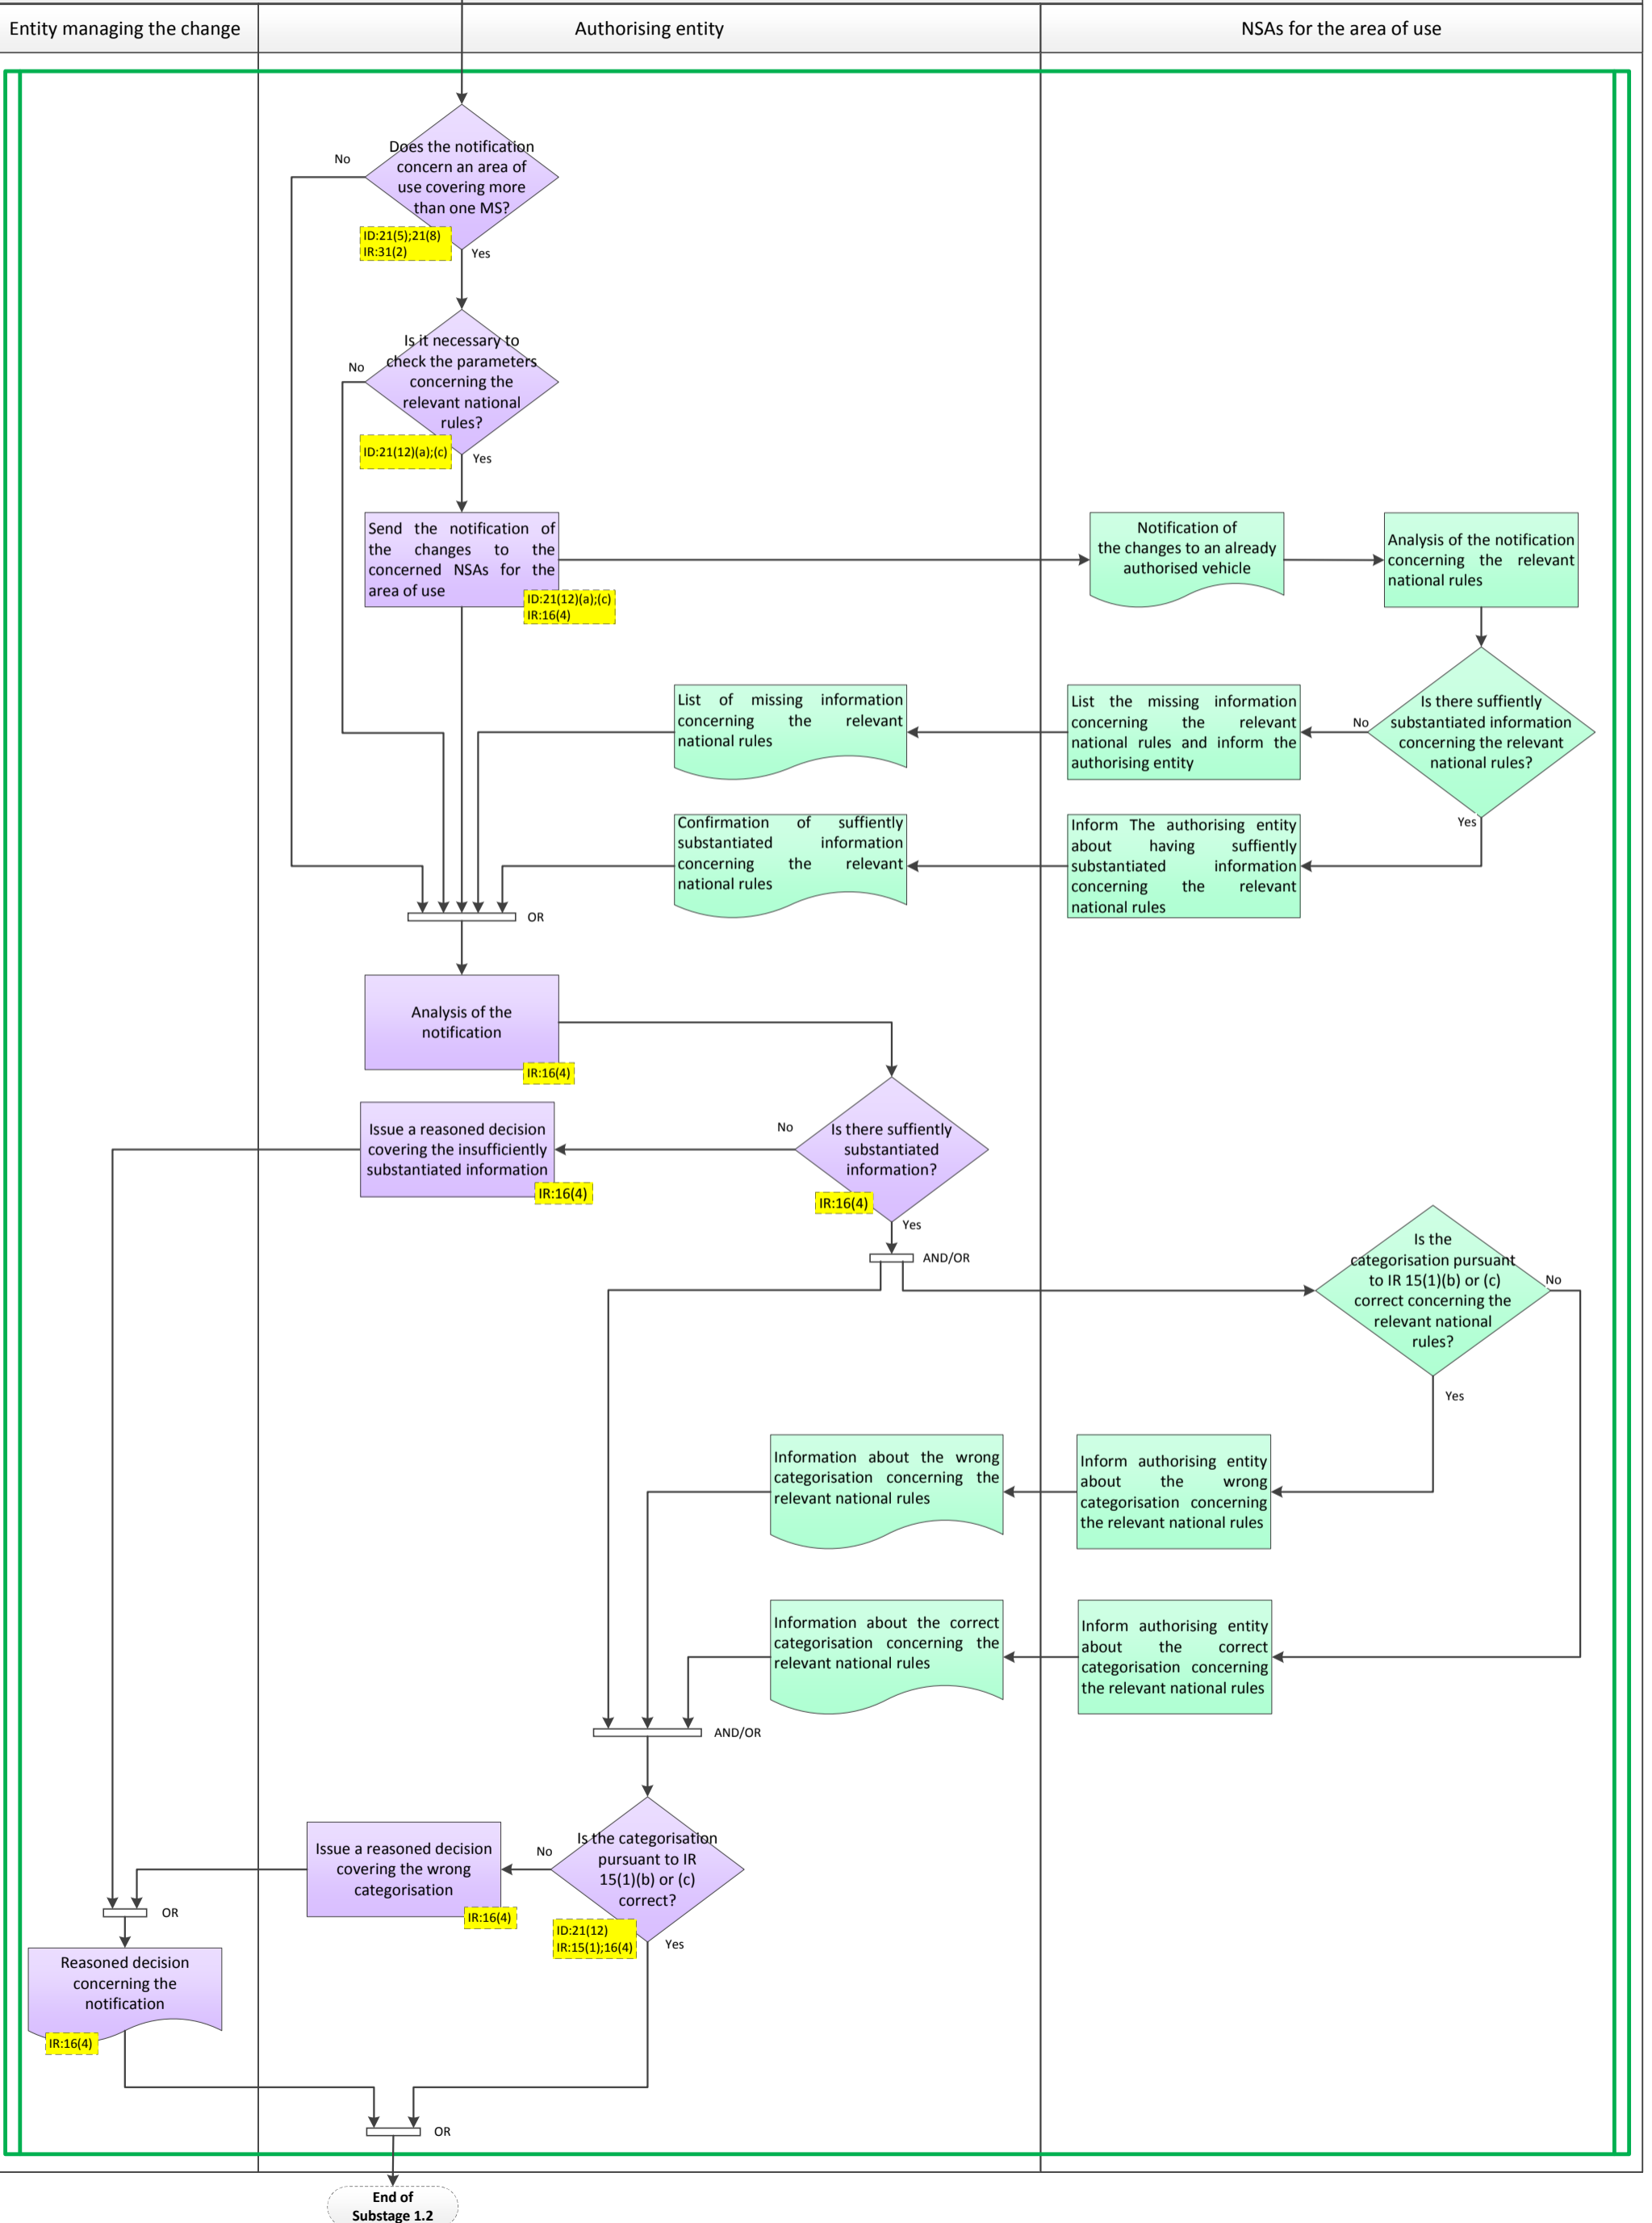 Entity managing the change
Authorising entity
NSAs for the area of use
Does the notification
concern an area of
use covering more
than one MS?
No
ID:21(5);21(8)
IR:31(2)
Yes
Is it necessary to
check the parameters
concerning the
relevant national
rules?
No
ID:21(12)(a);(c)
Yes
Send the notification of
the changes to the
concerned NSAs for the
area of use
ID:21(12)(a);(c)
IR:16(4)
Notification of
the changes to an already
authorised vehicle
Analysis of the notification
concerning the relevant
national rules
Is there suffiently
substantiated information
concerning the relevant
national rules?
No
Yes
List the missing information
concerning the relevant
national rules and inform the
authorising entity
List of missing information
concerning the relevant
national rules
Inform The authorising entity
about having suffiently
substantiated information
concerning the relevant
national rules
Confirmation of suffiently
substantiated information
concerning the relevant
national rules
OR
Analysis of the
notification
IR:16(4)
Is there suffiently
substantiated
information?
No
IR:16(4)
Yes
Issue a reasoned decision
covering the insufficiently
substantiated information
IR:16(4)
AND/OR
Is the
categorisation pursuant
to IR 15(1)(b) or (c)
correct concerning the
relevant national
rules?
No
Yes
Inform authorising entity
about the wrong
categorisation concerning
the relevant national rules
Information about the wrong
categorisation concerning the
relevant national rules
Inform authorising entity
about the correct
categorisation concerning
the relevant national rules
Information about the correct
categorisation concerning the
relevant national rules
AND/OR
Is the categorisation
pursuant to IR
15(1)(b) or (c)
correct?
No
ID:21(12)
IR:15(1);16(4)
Yes
Issue a reasoned decision
covering the wrong
categorisation
IR:16(4)
OR
Reasoned decision
concerning the
notification
IR:16(4)
OR
End of
Substage 1.2